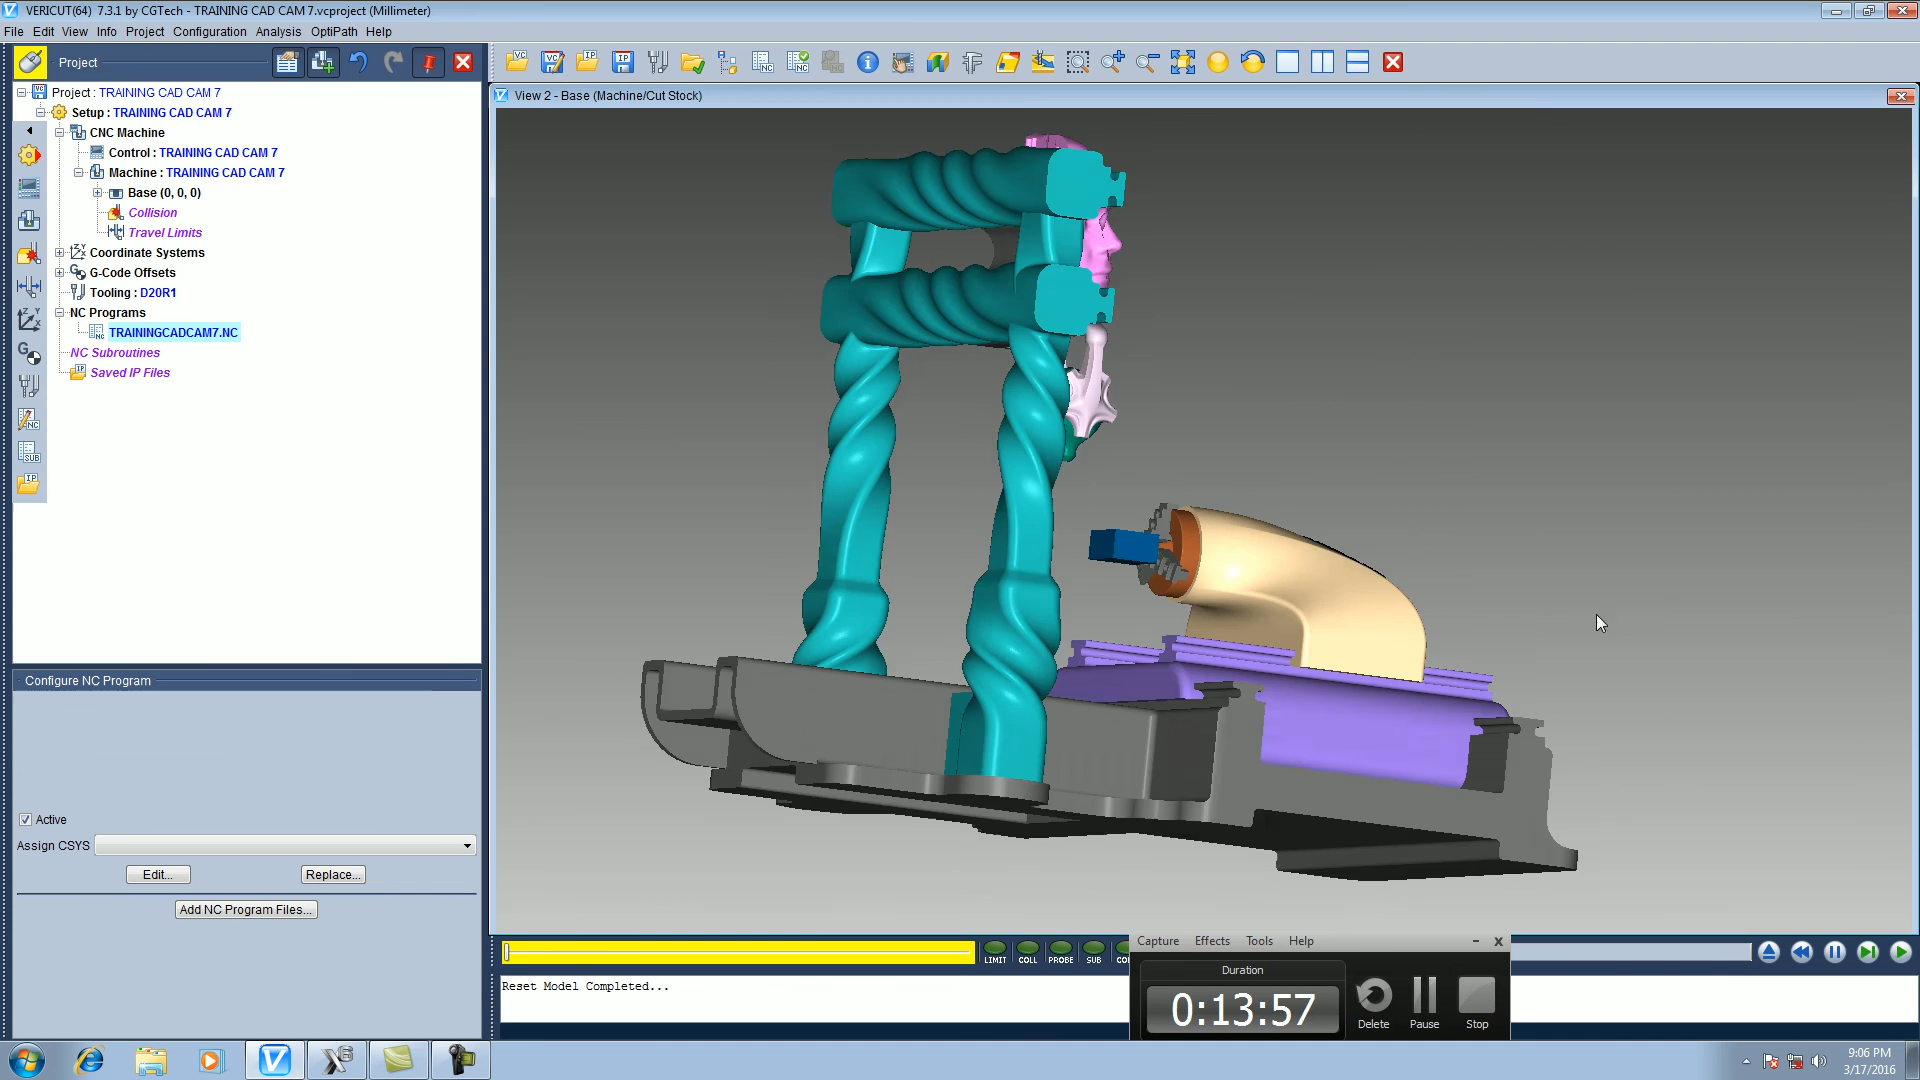 VERICUT(64)  7.3.1 by CGTech - TRAINING CAD CAM 7.vcproject (Millimeter)
File Edit View Info Project Configuration Analysis OptiPath Help
Project
Project : TRAINING CAD CAM 7
Setup : TRAINING CAD CAM 7
CNC Machine
Control : TRAINING CAD CAM 7
Machine : TRAINING CAD CAM 7
Base (0, 0, 0)
Collision
Travel Limits
Coordinate Systems
G-Code Offsets
Tooling : D20R1
NC Programs
TRAININGCADCAM7.NC
NC Subroutines
Saved IP Files
View 2 - Base (Machine/Cut Stock)
Configure NC Program
Active
Assign CSYS
Edit... Replace...
Add NC Program Files...
LIMIT COLL PROBE SUB
Reset Model Completed...
Capture Effects Tools Help
Duration
0:13:57
Delete Pause Stop
9:06 PM
3/17/2016